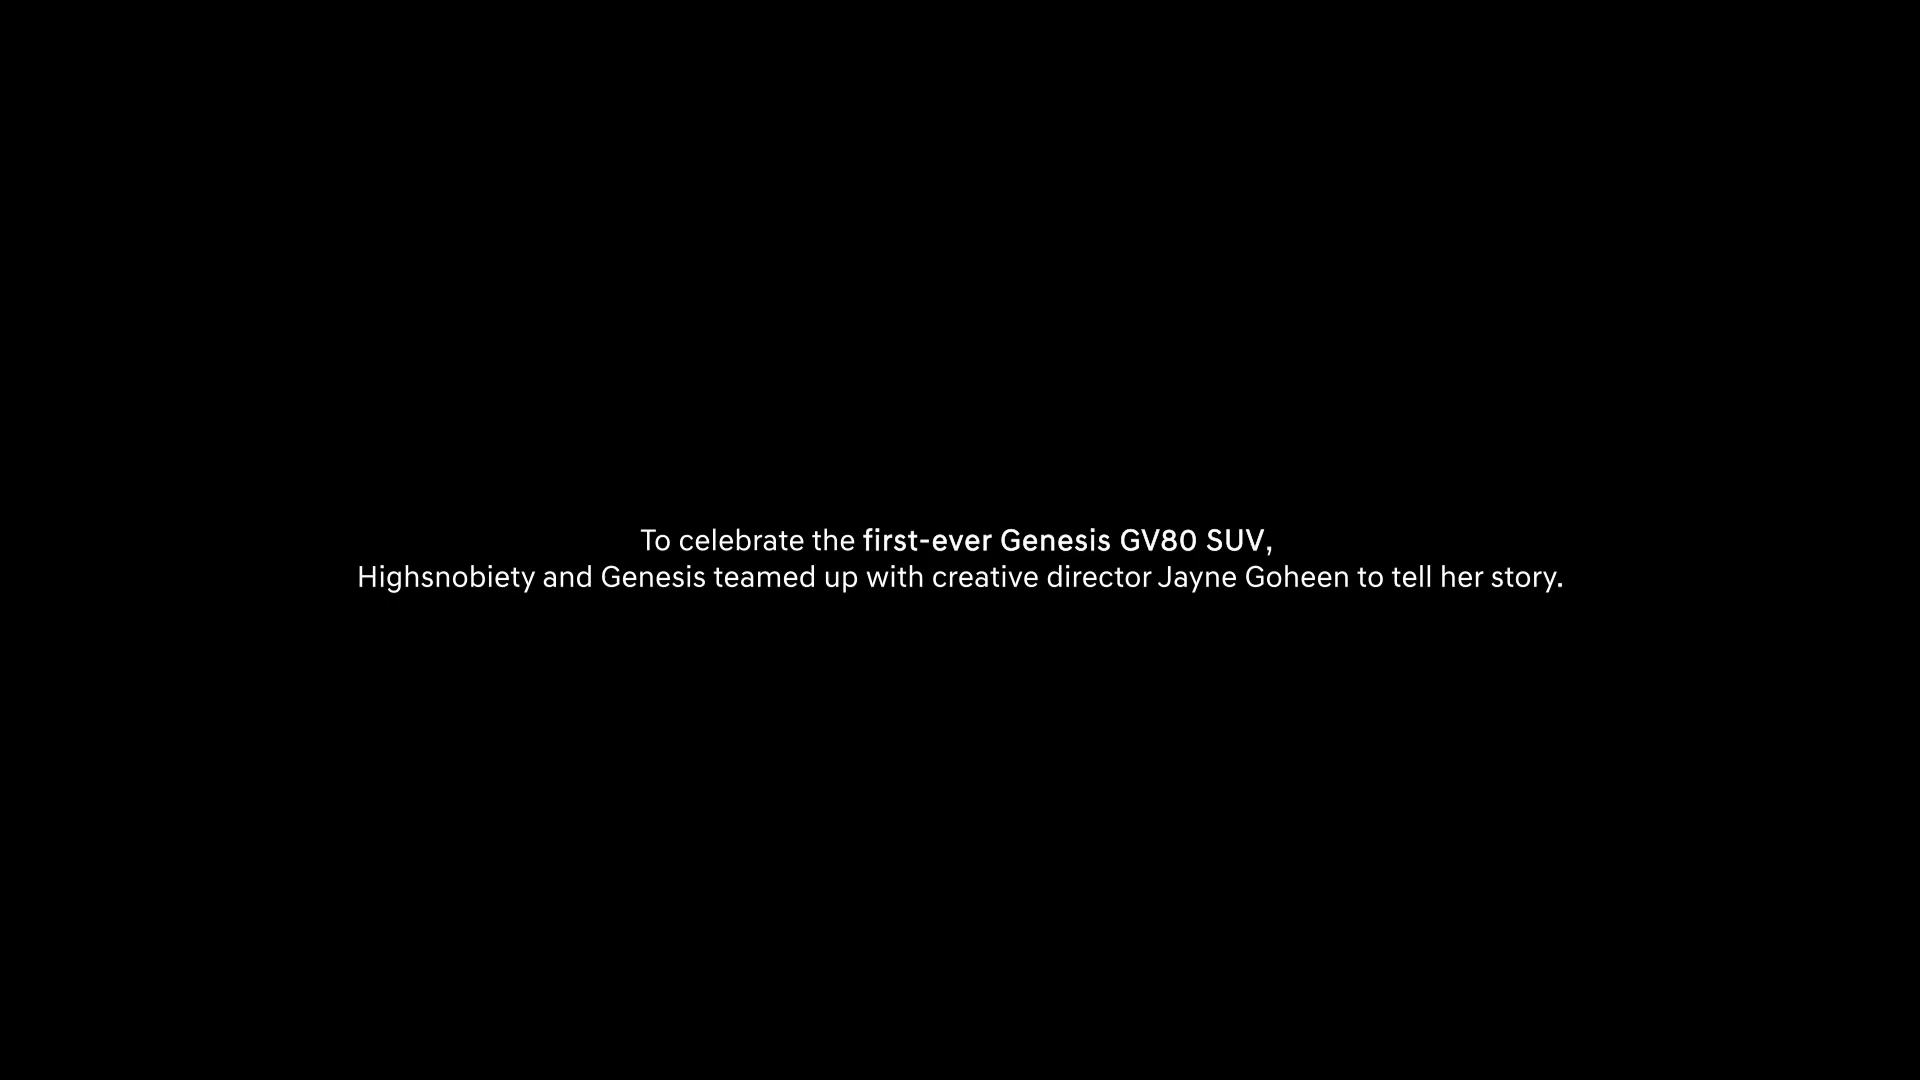 To celebrate the first-ever Genesis GV80 SUV,
Highsnobiety and Genesis teamed up with creative director Jayne Goheen to tell her story.